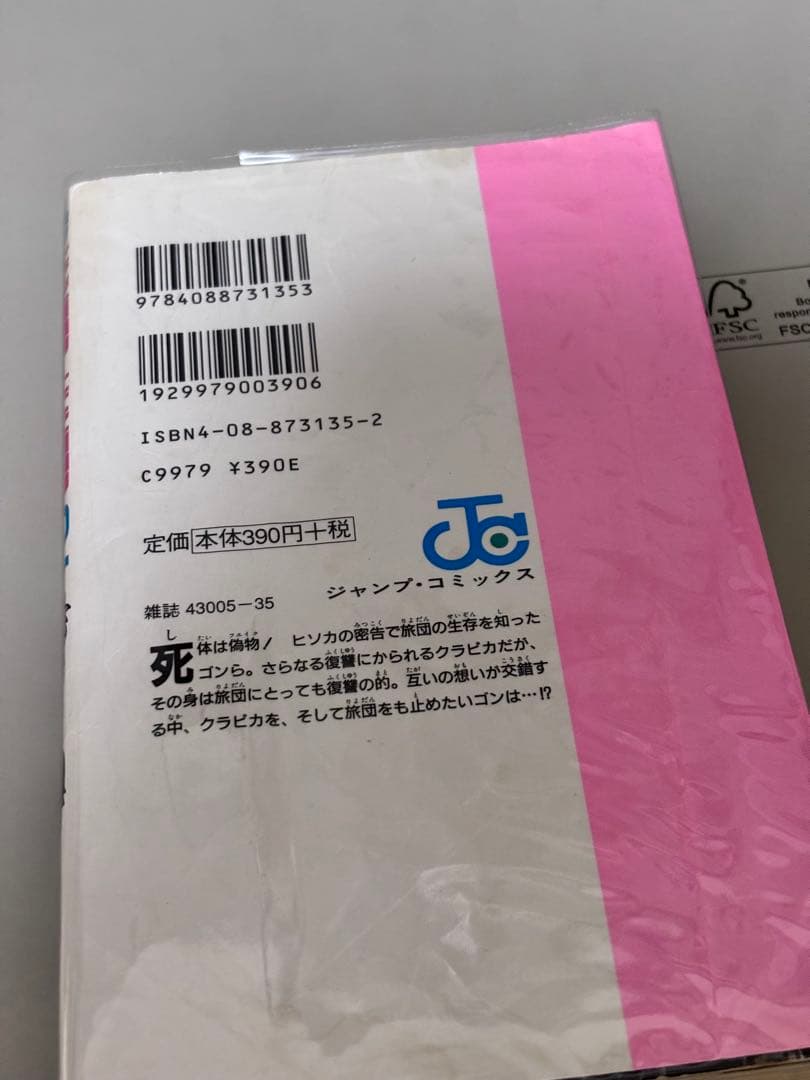 9784088731353
1929979003906
ISBN4-08-873135-2
C9979 ¥390E
定価 本体390円+税
ジャンプ・コミックス
雑誌 43005-35
死体は偽物! ヒソカの密告で旅団の生存を知った
ゴンら。さらなる復讐にかられるクラピカだが、
その身は旅団にとっても復讐の的。互いの想いが交錯す
る中、クラピカを、そして旅団をも止めたいゴンは…!?
FSC
www.fsc.org
respon
FSC